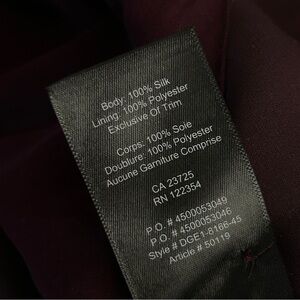 Body: 100% Silk
Lining: 100% Polyester
Exclusive Of Trim
Corps: 100% Soie
Doublure: 100% Polyester
Aucune Garniture Comprise
CA 23725
RN 122354
P.O. # 4500053049
P.O. # 4500053046
Style # DGE1-8166-45
Article # 50119